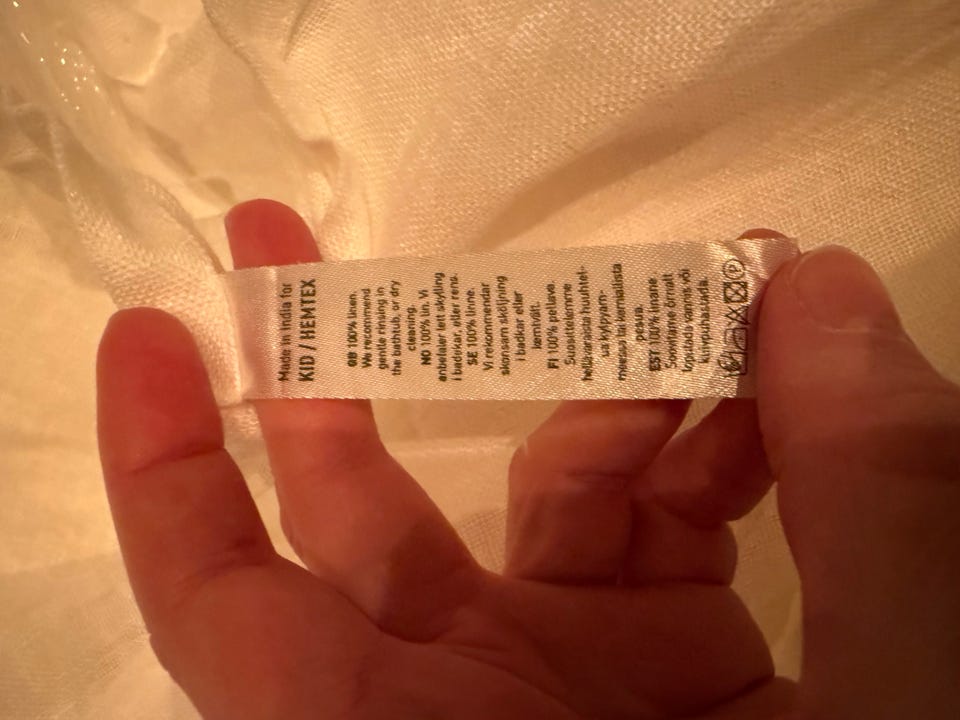 Made in India for
KID / HEMTEX
GB 100% linen.
We recommend
gentle rinsing in
the bathtub, or dry
cleaning.
NO 100% lin. Vi
anbefaler lett skylling
i badekar, eller rens.
SE 100% linne.
Vi rekommendar
skonsam sköljning
i badkar eller
kemtvätt.
FI 100% pellava.
Suosittelemme
hellävaraista huuhtel-
ua kylpyam-
meessa tai kemiallista
pesua.
EST 100% linane.
Soovitame õrnalt
loputada vannis või
kuivpuhastada.
P